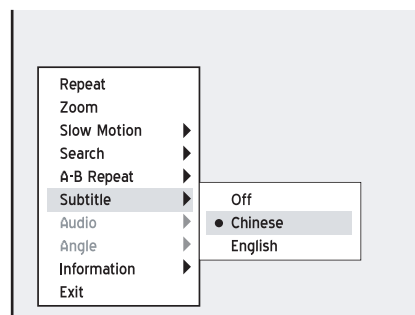 Repeat
Zoom
Slow Motion
Search
A-B Repeat
Subtitle
Audio
Angle
Information
Exit
Off
Chinese
English